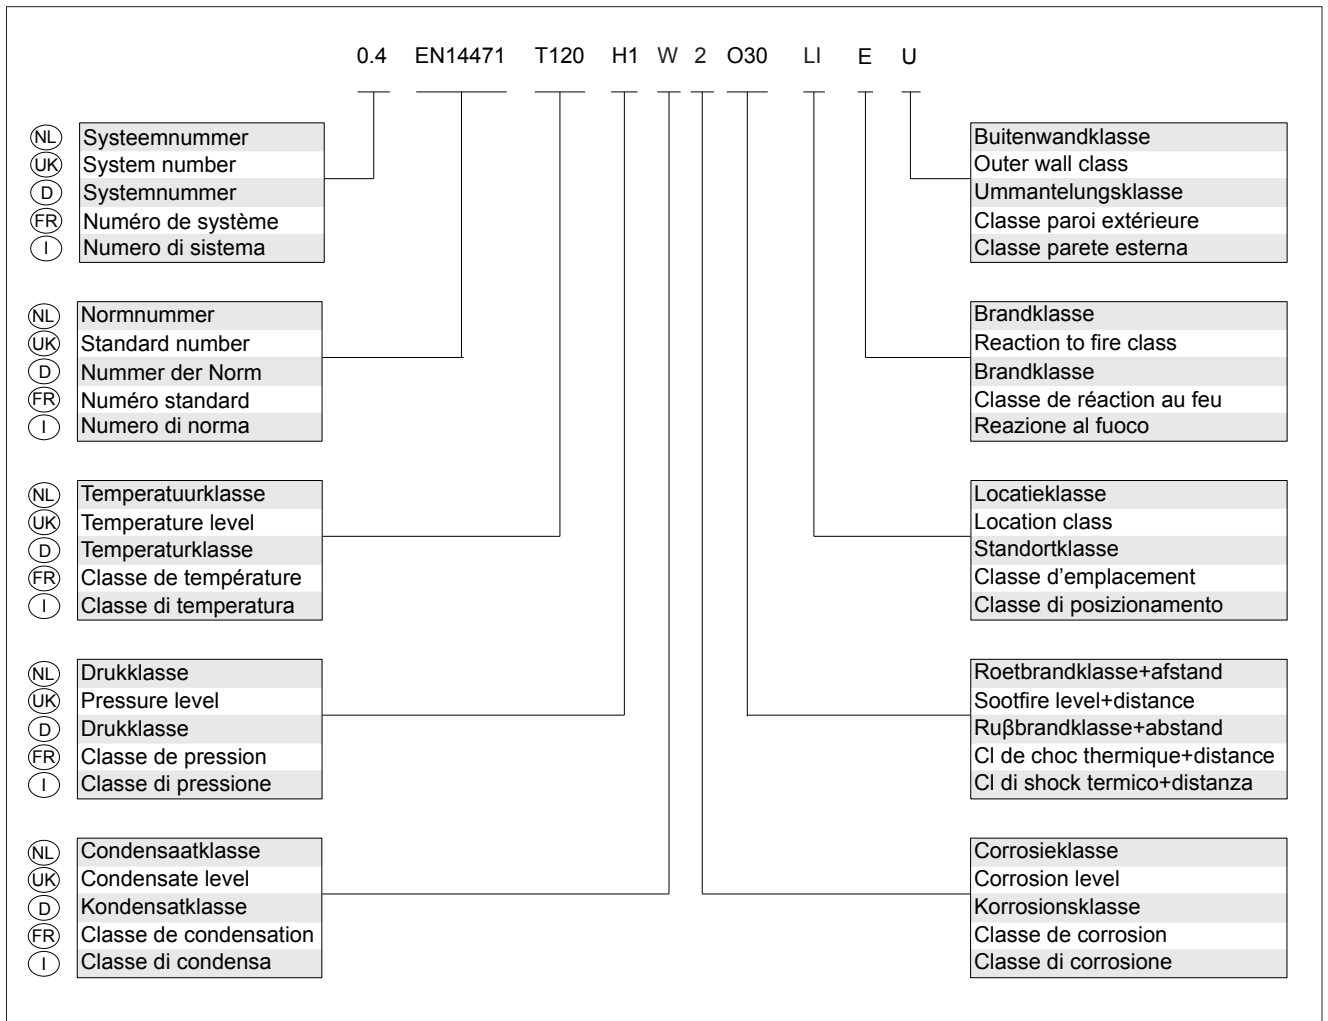 0.4 EN14471 T120 H1 W 2 O30 LI E U
NL Systeemnummer
UK System number
D Systemnummer
FR Numéro de système
I Numero di sistema
Buitenwandklasse
Outer wall class
Ummantelungsklasse
Classe paroi extérieure
Classe parete esterna
NL Normnummer
UK Standard number
D Nummer der Norm
FR Numéro standard
I Numero di norma
Brandklasse
Reaction to fire class
Brandklasse
Classe de réaction au feu
Reazione al fuoco
NL Temperatuurklasse
UK Temperature level
D Temperaturklasse
FR Classe de température
I Classe di temperatura
Locatieklasse
Location class
Standortklasse
Classe d’emplacement
Classe di posizionamento
NL Drukklasse
UK Pressure level
D Drukklasse
FR Classe de pression
I Classe di pressione
Roetbrandklasse+afstand
Sootfire level+distance
Ruβbrandklasse+abstand
Cl de choc thermique+distance
Cl di shock termico+distanza
NL Condensaatklasse
UK Condensate level
D Kondensatklasse
FR Classe de condensation
I Classe di condensa
Corrosieklasse
Corrosion level
Korrosionsklasse
Classe de corrosion
Classe di corrosione